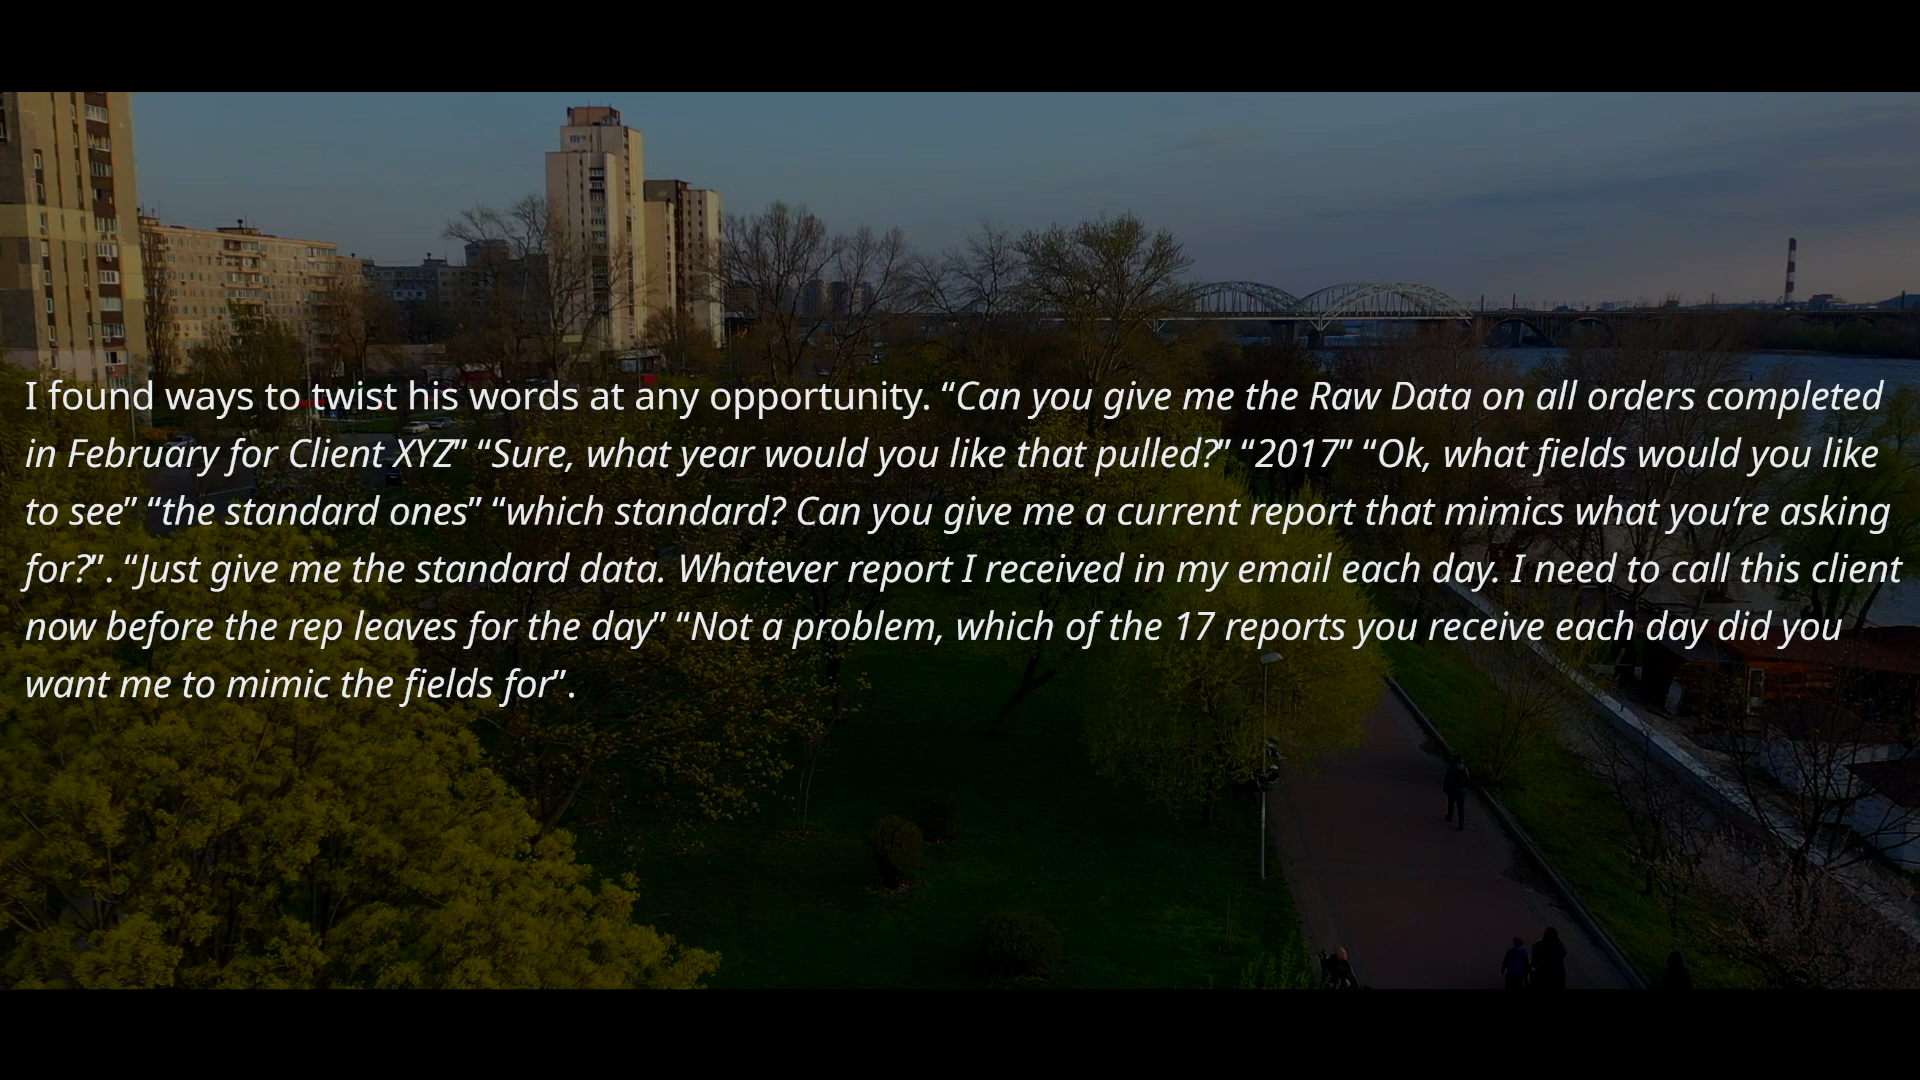 I found ways to twist his words at any opportunity. “Can you give me the Raw Data on all orders completed
in February for Client XYZ” “Sure, what year would you like that pulled?” “2017” “Ok, what fields would you like
to see” “the standard ones” “which standard? Can you give me a current report that mimics what you’re asking
for?”. “Just give me the standard data. Whatever report I received in my email each day. I need to call this client
now before the rep leaves for the day” “Not a problem, which of the 17 reports you receive each day did you
want me to mimic the fields for”.